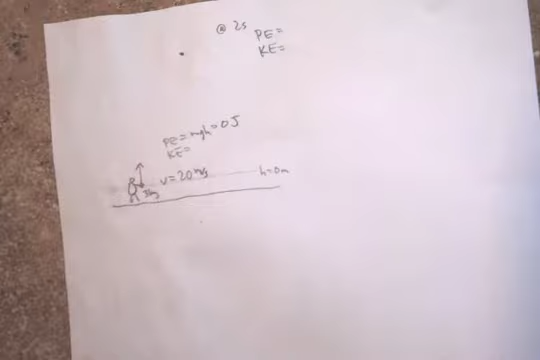 @ 2s
PE=
KE=
PE=mgh=0J
KE=
V=20m/s
h=0m